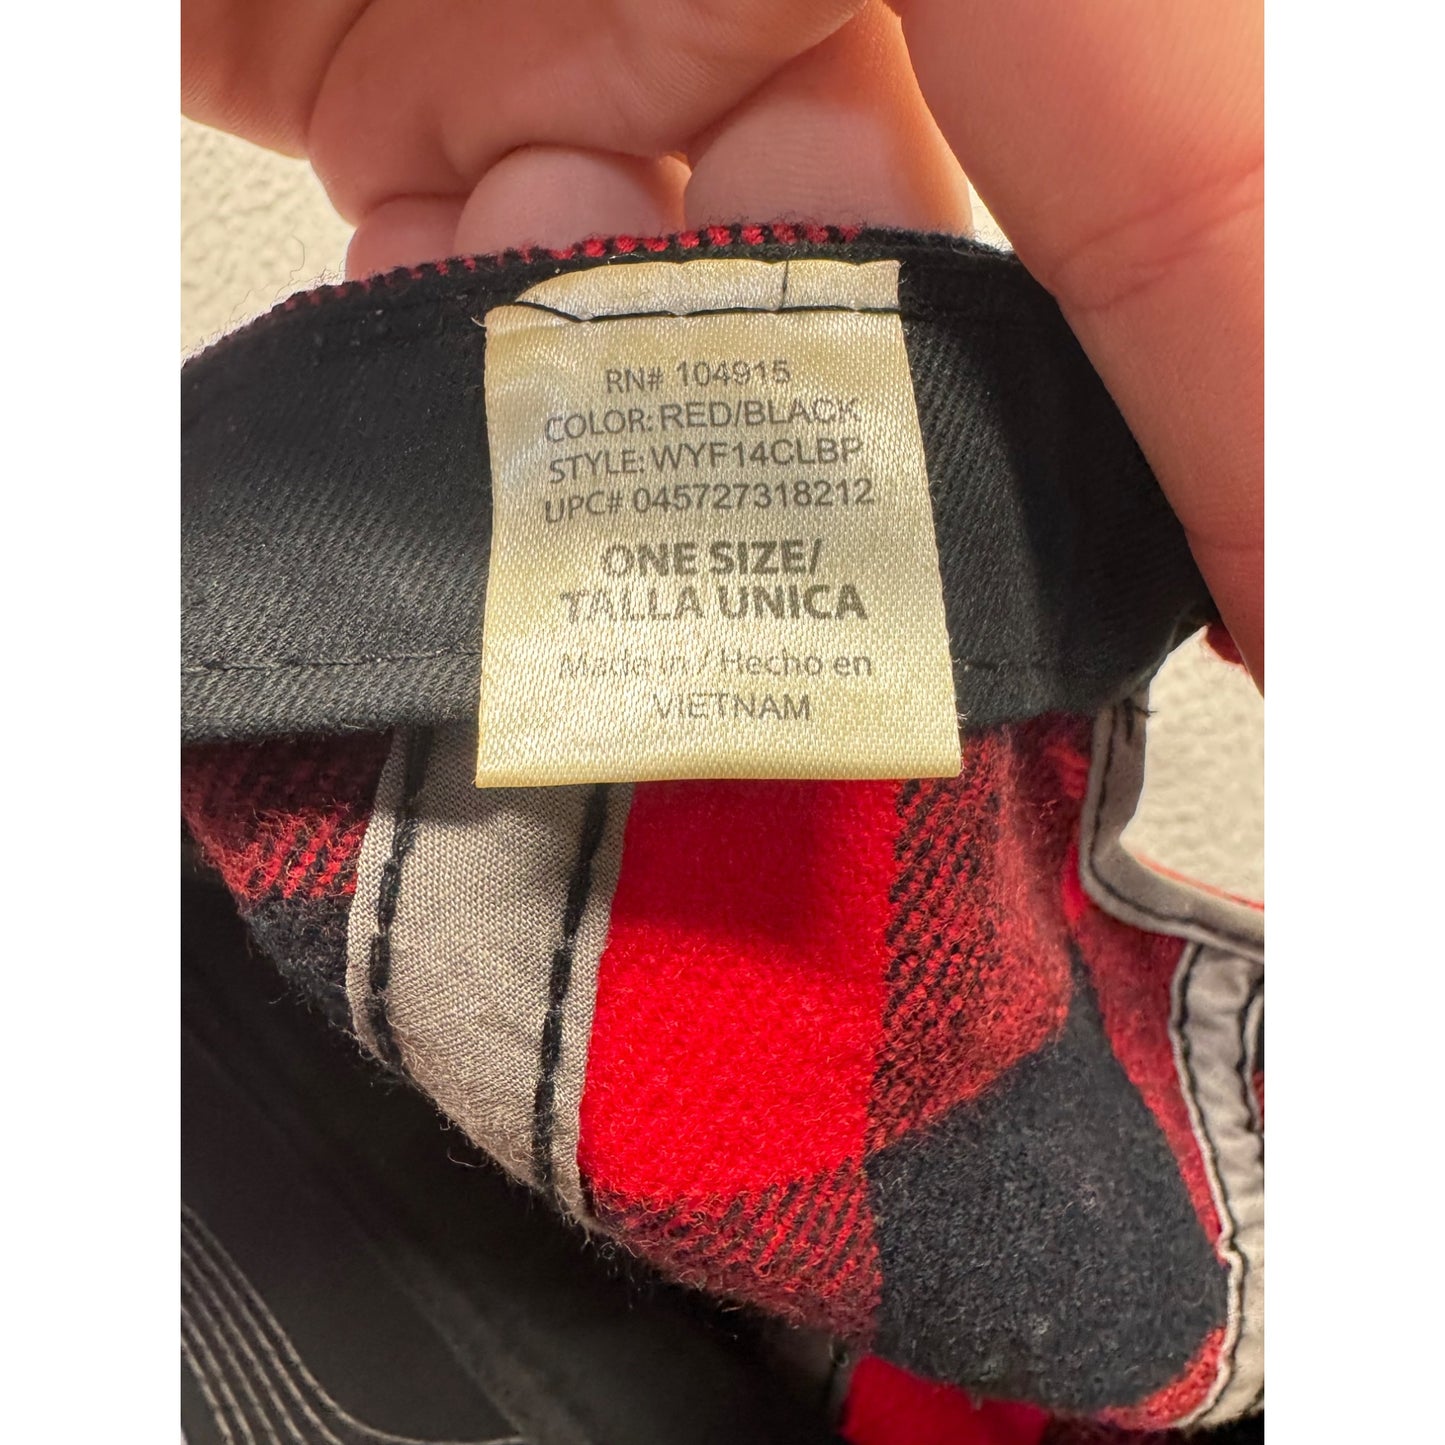 RN# 104915
COLOR: RED/BLACK
STYLE: WYF14CLBP
UPC# 045727318212
ONE SIZE/
TALLA UNICA
Made in / Hecho en
VIETNAM